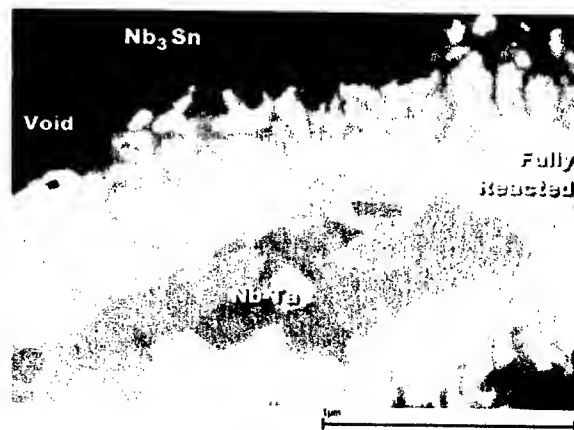 Nb₃Sn
Void
Fully
Reacted
Nb-Ta
1µm